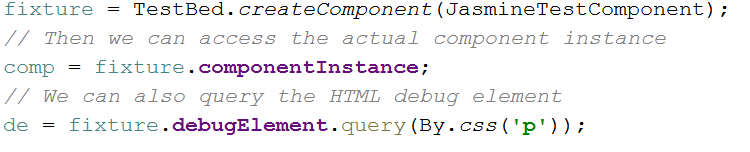 fixture = TestBed.createComponent(JasmineTestComponent);
// Then we can access the actual component instance
comp = fixture.componentInstance;
// We can also query the HTML debug element
de = fixture.debugElement.query(By.css('p'));